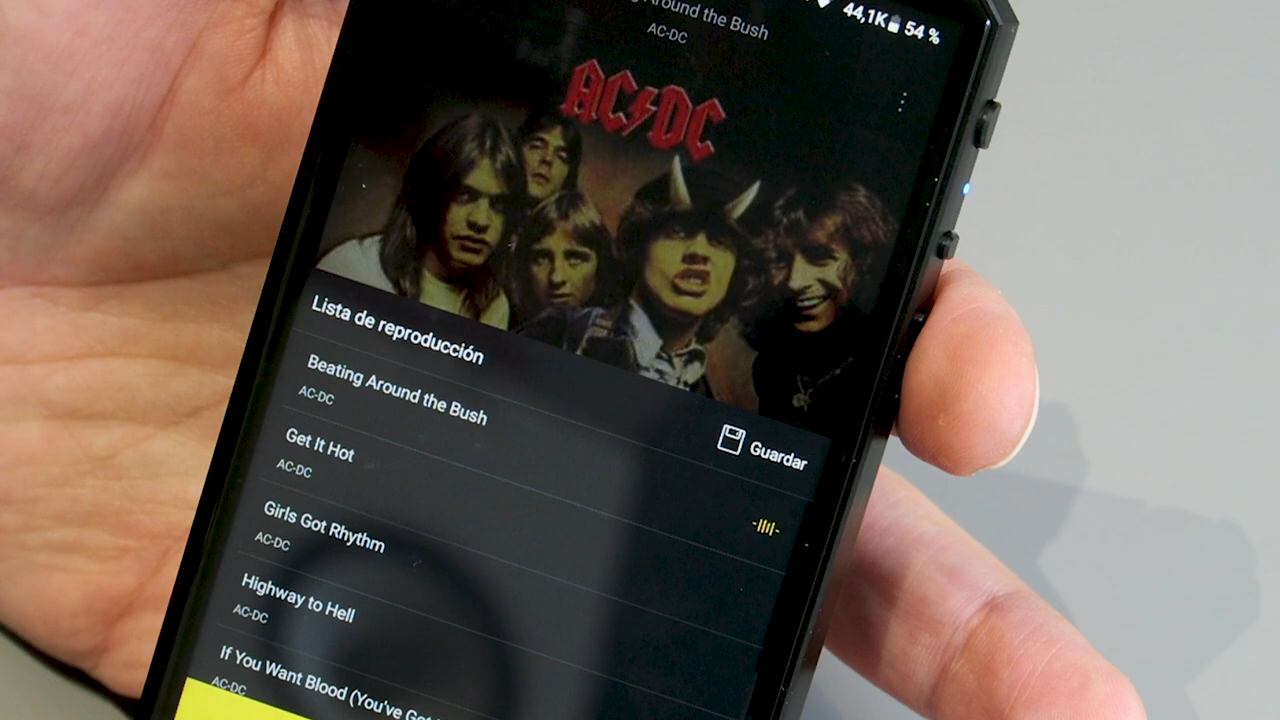 Around the Bush
44,1K 54 %
AC-DC
AC DC
Lista de reproducción
Guardar
Beating Around the Bush
AC-DC
Get It Hot
AC-DC
Girls Got Rhythm
AC-DC
Highway to Hell
AC-DC
If You Want Blood (You've Got
AC-DC